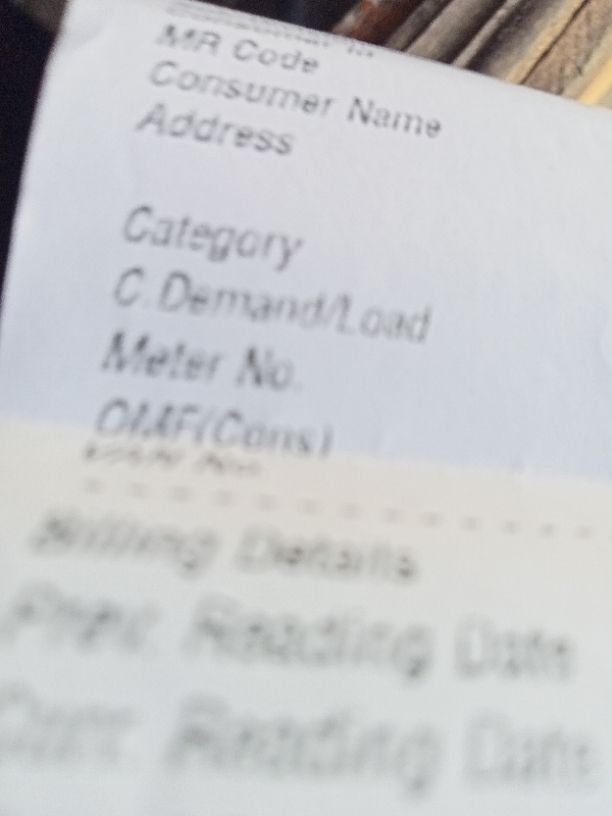 MR Code
Consumer Name
Address
Category
C.Demand/Load
Meter No.
OMF(Cons)
Billing Details
Prev. Reading Date
Curr. Reading Date